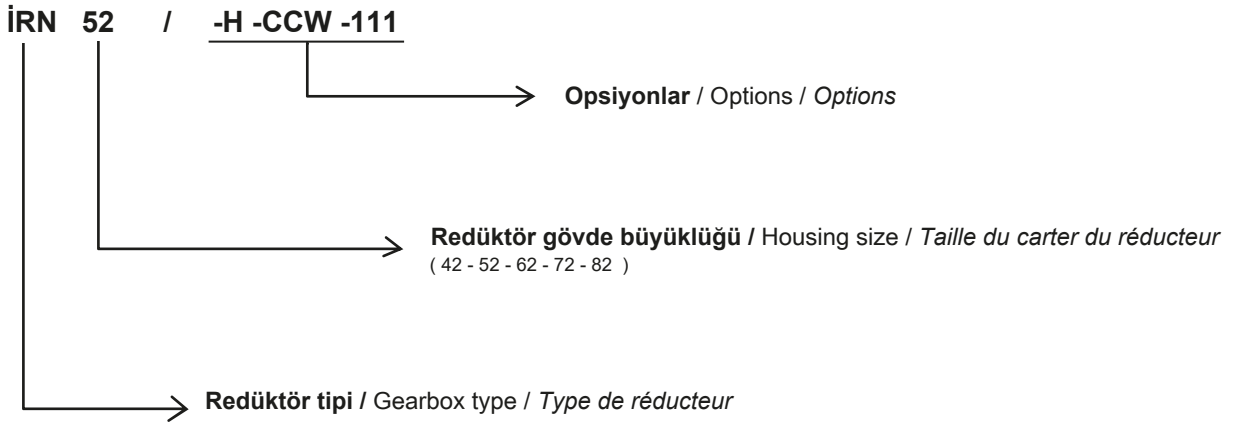 İRN 52 / -H -CCW -111
Opsiyonlar / Options / Options
Redüktör gövde büyüklüğü / Housing size / Taille du carter du réducteur
( 42 - 52 - 62 - 72 - 82 )
Redüktör tipi / Gearbox type / Type de réducteur